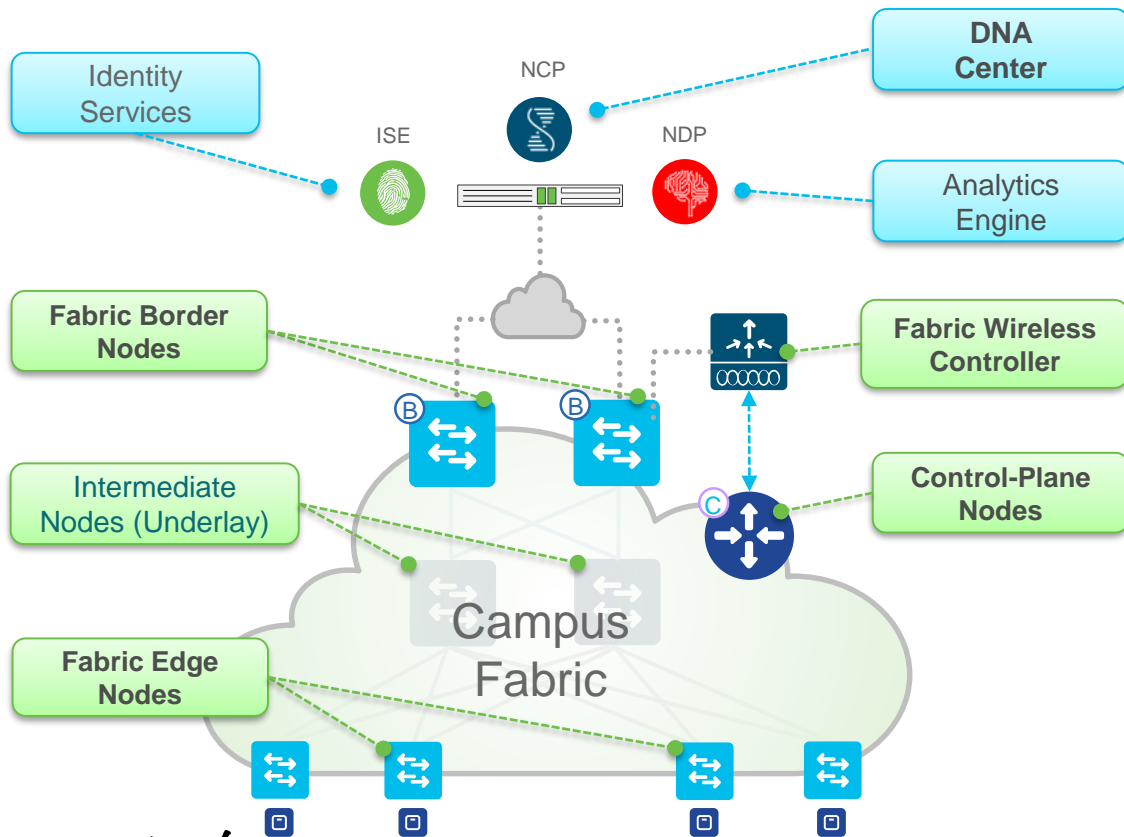 DNA
Center
Identity
Services
NCP
ISE
NDP
Analytics
Engine
Fabric Border
Nodes
Fabric Wireless
Controller
B
B
Intermediate
Nodes (Underlay)
C
Control-Plane
Nodes
Campus
Fabric
Fabric Edge
Nodes